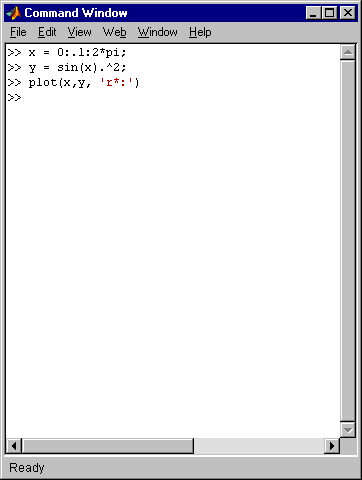 Command Window
File Edit View Web Window Help
>> x = 0:.1:2*pi;
>> y = sin(x).^2;
>> plot(x,y, 'r*:')
>>
Ready